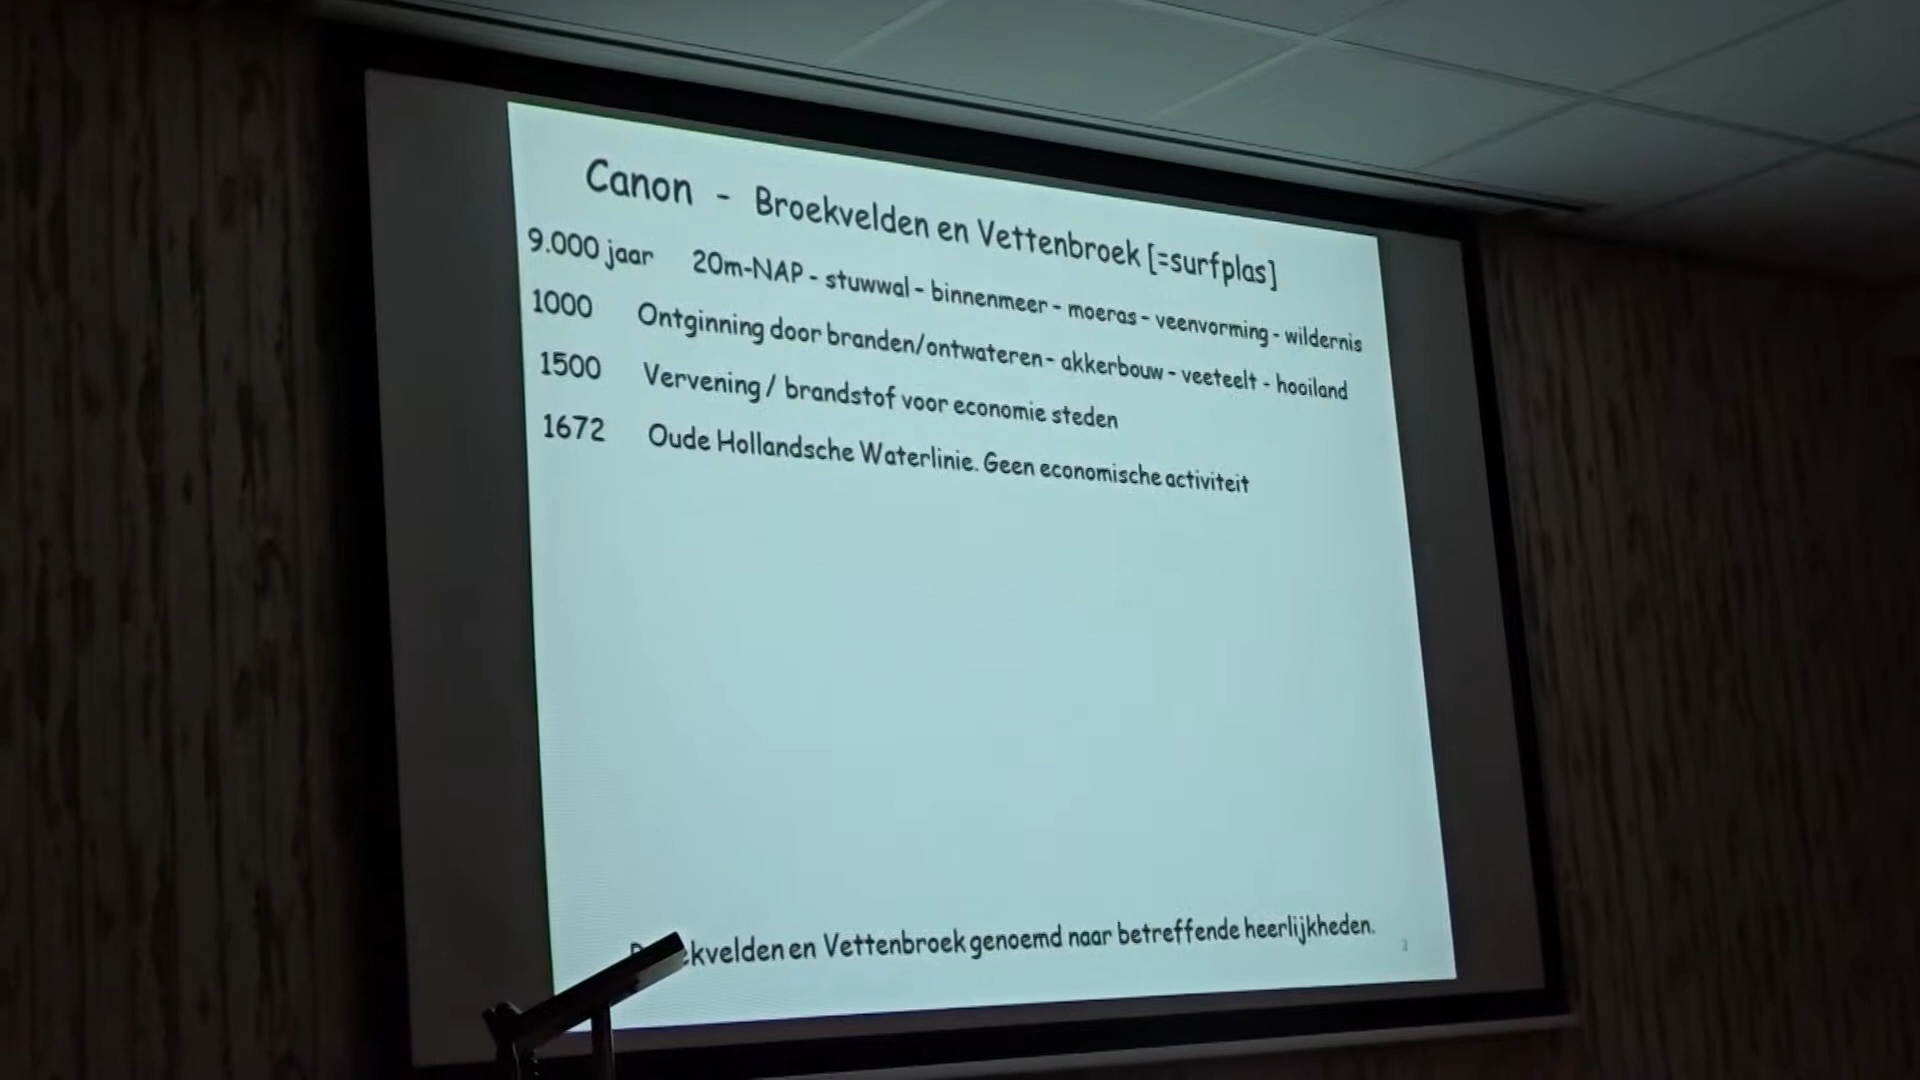 Canon - Broekvelden en Vettenbroek [=surfplas]
9.000 jaar 20m-NAP - stuwwal - binnenmeer - moeras - veenvorming - wildernis
1000 Ontginning door branden/ontwateren - akkerbouw - veeteelt - hooiland
1500 Vervening / brandstof voor economie steden
1672 Oude Hollandsche Waterlinie. Geen economische activiteit
en Vettenbroek genoemd naar betreffende heerlijkheden.
2